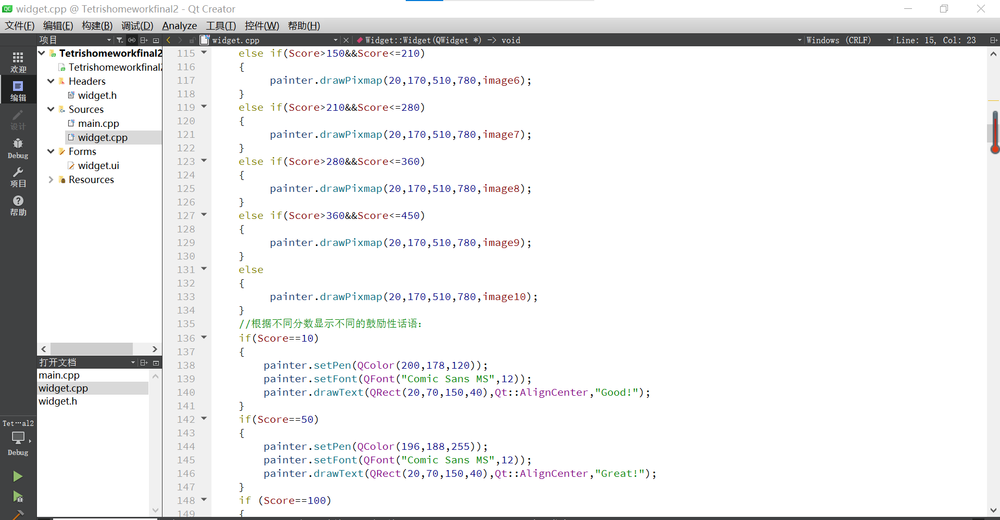 widget.cpp @ Tetrishomeworkfinal2 - Qt Creator
文件(F) 编辑(E) 构建(B) 调试(D) Analyze 工具(T) 控件(W) 帮助(H)
项目
widget.cpp
Widget::Widget(QWidget *) -> void
Windows (CRLF)
Line: 15, Col: 23
欢迎
编辑
设计
Debug
项目
帮助
Tet···al2
Debug
Tetrishomeworkfinal2
Tetrishomeworkfinal2
Headers
widget.h
Sources
main.cpp
widget.cpp
Forms
widget.ui
Resources
打开文档
main.cpp
widget.cpp
widget.h
115 else if(Score>150&&Score<=210)
116 {
117 painter.drawPixmap(20,170,510,780,image6);
118 }
119 else if(Score>210&&Score<=280)
120 {
121 painter.drawPixmap(20,170,510,780,image7);
122 }
123 else if(Score>280&&Score<=360)
124 {
125 painter.drawPixmap(20,170,510,780,image8);
126 }
127 else if(Score>360&&Score<=450)
128 {
129 painter.drawPixmap(20,170,510,780,image9);
130 }
131 else
132 {
133 painter.drawPixmap(20,170,510,780,image10);
134 }
135 //根据不同分数显示不同的鼓励性话语:
136 if(Score==10)
137 {
138 painter.setPen(QColor(200,178,120));
139 painter.setFont(QFont("Comic Sans MS",12));
140 painter.drawText(QRect(20,70,150,40),Qt::AlignCenter,"Good!");
141 }
142 if(Score==50)
143 {
144 painter.setPen(QColor(196,188,255));
145 painter.setFont(QFont("Comic Sans MS",12));
146 painter.drawText(QRect(20,70,150,40),Qt::AlignCenter,"Great!");
147 }
148 if (Score==100)
149 {